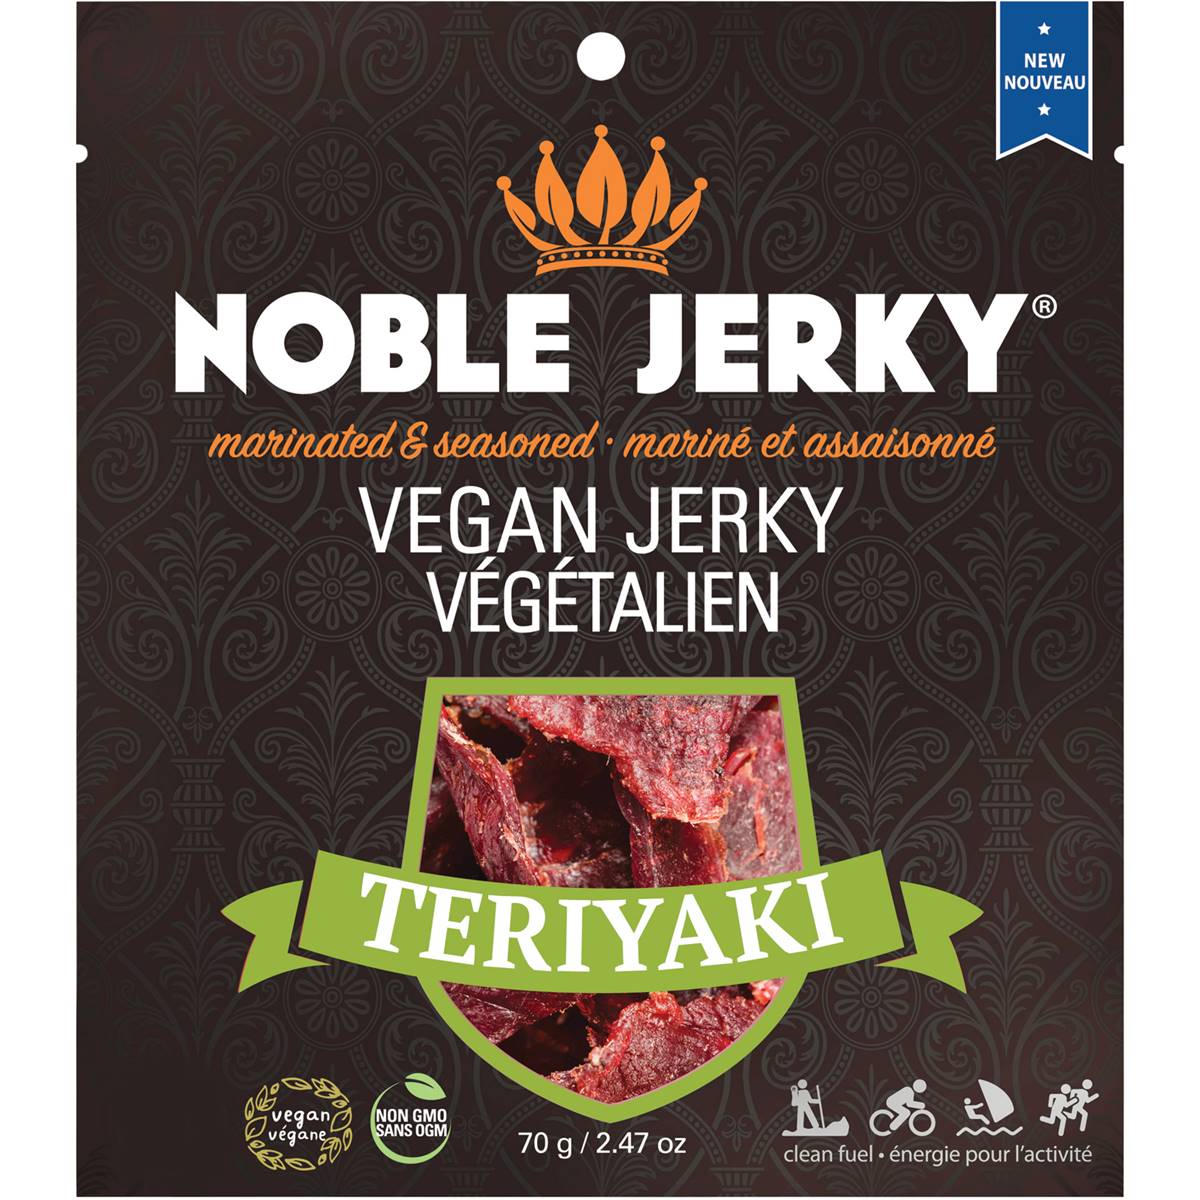 NEW
NOUVEAU
NOBLE JERKY®
marinated & seasoned · mariné et assaisonné
VEGAN JERKY
VÉGÉTALIEN
TERIYAKI
vegan
végane
NON GMO
SANS OGM
70 g / 2.47 oz
clean fuel • énergie pour l'activité